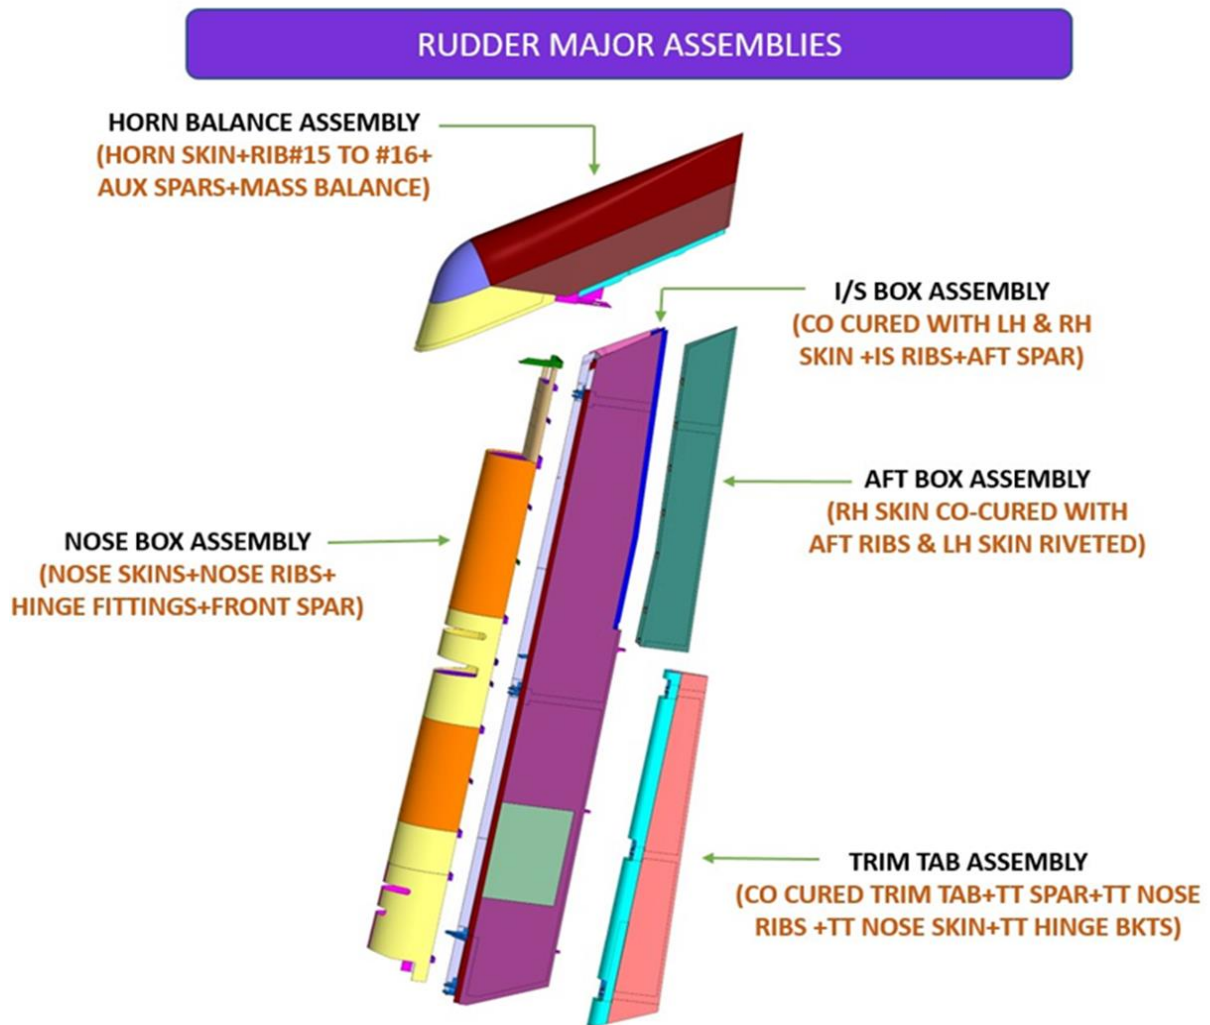 RUDDER MAJOR ASSEMBLIES
HORN BALANCE ASSEMBLY
(HORN SKIN+RIB#15 TO #16+
AUX SPARS+MASS BALANCE)
I/S BOX ASSEMBLY
(CO CURED WITH LH & RH
SKIN +IS RIBS+AFT SPAR)
AFT BOX ASSEMBLY
(RH SKIN CO-CURED WITH
AFT RIBS & LH SKIN RIVETED)
NOSE BOX ASSEMBLY
(NOSE SKINS+NOSE RIBS+
HINGE FITTINGS+FRONT SPAR)
TRIM TAB ASSEMBLY
(CO CURED TRIM TAB+TT SPAR+TT NOSE
RIBS +TT NOSE SKIN+TT HINGE BKTS)